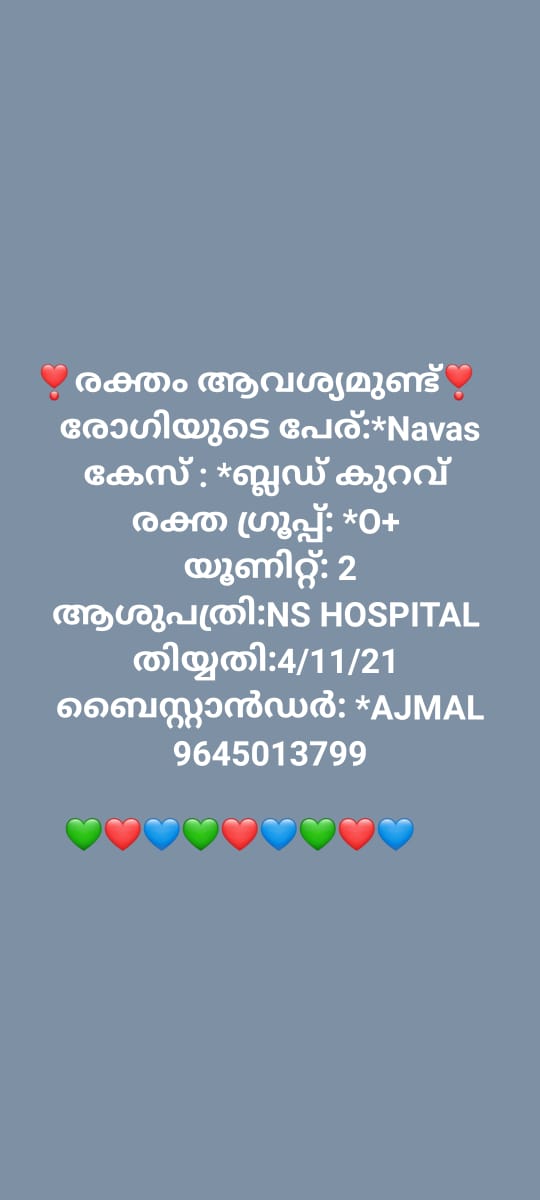 ❣️രക്തം ആവശ്യമുണ്ട്❣️
രോഗിയുടെ പേര്:*Navas
കേസ് : *ബ്ലഡ് കുറവ്
രക്ത ഗ്രൂപ്പ്: *O+
യൂണിറ്റ്: 2
ആശുപത്രി:NS HOSPITAL
തിയ്യതി:4/11/21
ബൈസ്റ്റാൻഡർ: *AJMAL
9645013799
💚❤️💙💚❤️💙💚❤️💙